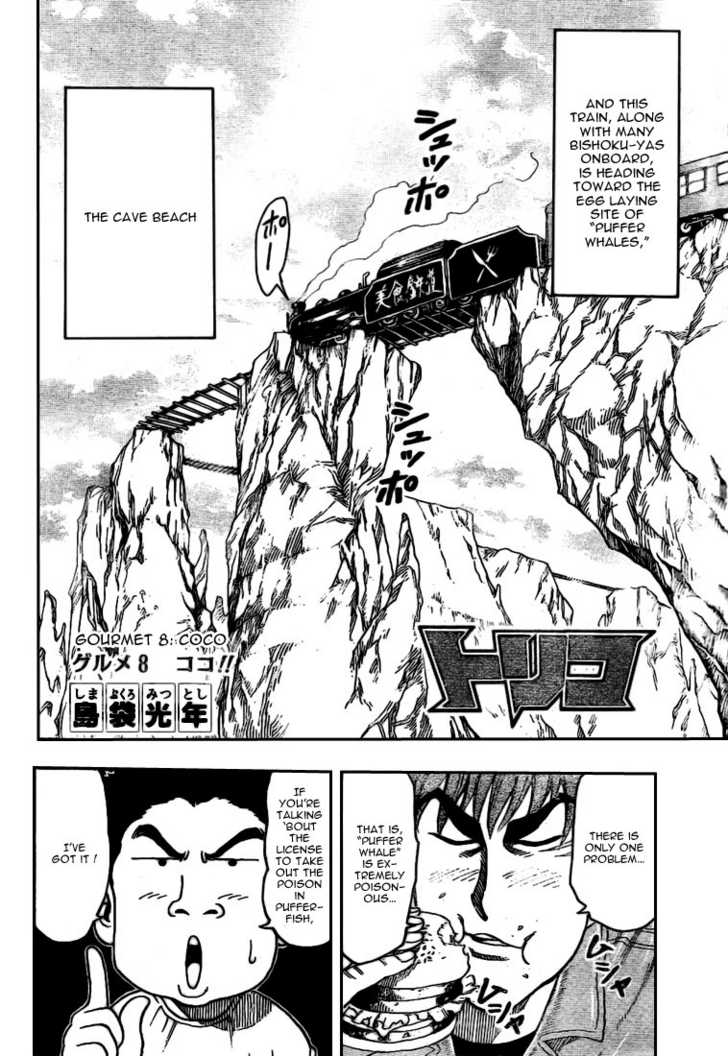 AND THIS
TRAIN, ALONG
WITH MANY
BISHOKU-YAS
ONBOARD,
IS HEADING
TOWARD THE
EGG LAYING
SITE OF
"PUFFER
WHALES,"
THE CAVE BEACH
シュッ
ポ
ポー
美食鉄道
シュッ
ポ
GOURMET 8: COCO
グルメ8 ココ!!
しま ぶくろ みつ とし
島袋光年
トリコ
THERE IS
ONLY ONE
PROBLEM...
THAT IS,
"PUFFER
WHALE"
IS EX-
TREMELY
POISON-
OUS...
ムシャ
ムシャ
IF
YOU'RE
TALKING
'BOUT
THE
LICENSE
TO TAKE
OUT THE
POISON
IN
PUFFER-
FISH,
I'VE
GOT IT!